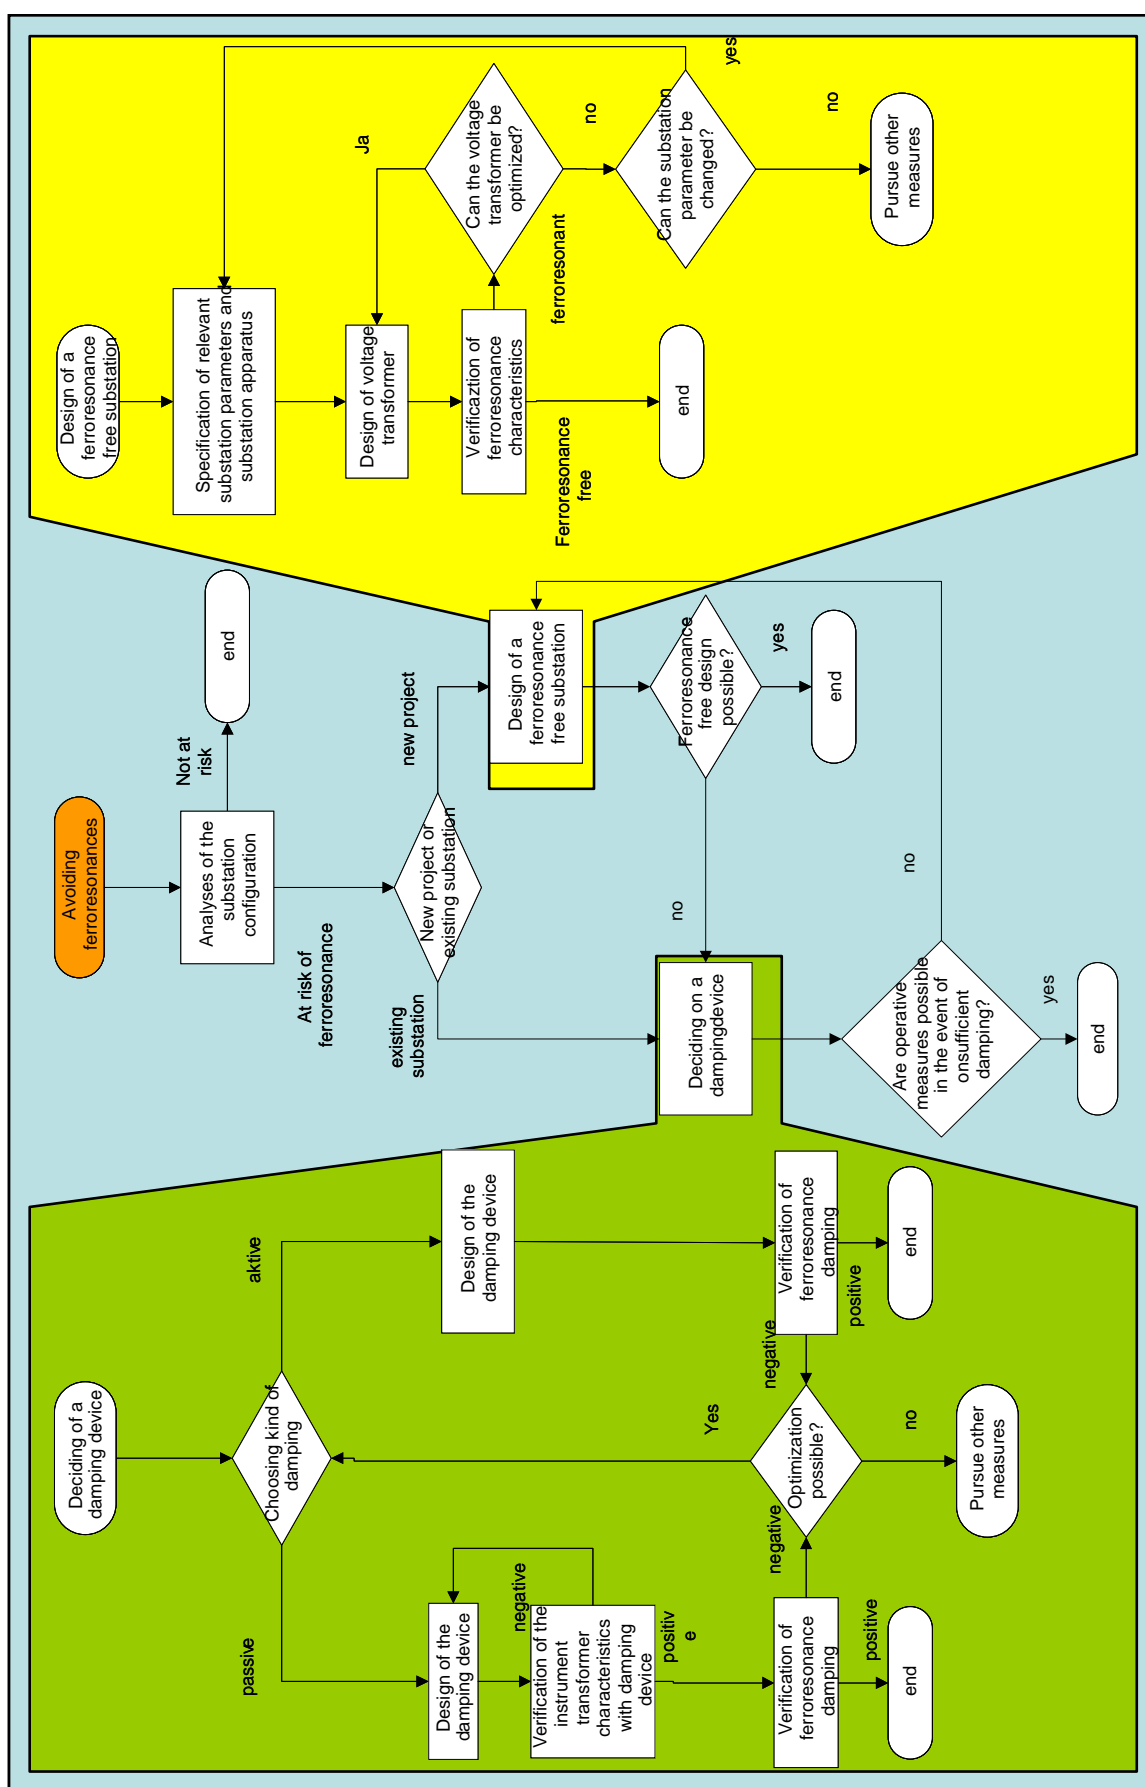 Deciding of a
damping device
Choosing kind of
damping
passive
aktive
Design of the
damping device
negative
Verification of the
instrument
transformer
characteristics
with damping
device
positiv
e
Verification of
ferroresonance
damping
positive
end
negative
Optimization
possible?
Yes
no
Pursue other
measures
Design of the
damping device
Verification of
ferroresonance
damping
negative
positive
end
Avoiding
ferroresonances
Analyses of the
substation
configuration
Not at
risk
end
At risk of
ferroresonance
New project or
existing substation
existing
substation
new project
Deciding on a
dampingdevice
Are operative
measures possible
in the event of
onsufficient
damping?
yes
end
no
Design of a
ferroresonance
free substation
Ferroresonance
free design
possible?
no
yes
end
Design of a
ferroresonance
free substation
Specification of relevant
substation parameters and
substation apparatus
Design of voltage
transformer
Verificaztion of
ferroresonance
characteristics
Ferroresonance
free
end
ferroresonant
Can the voltage
transformer be
optimized?
Ja
no
Can the substation
parameter be
changed?
yes
no
Pursue other
measures